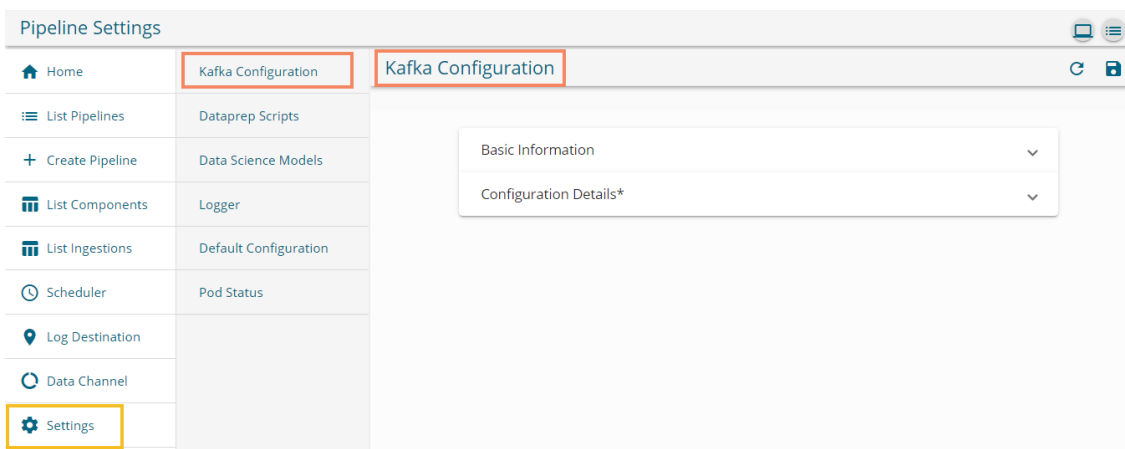 Pipeline Settings
Home
List Pipelines
Create Pipeline
List Components
List Ingestions
Scheduler
Log Destination
Data Channel
Settings
Kafka Configuration
Dataprep Scripts
Data Science Models
Logger
Default Configuration
Pod Status
Kafka Configuration
Basic Information
Configuration Details*